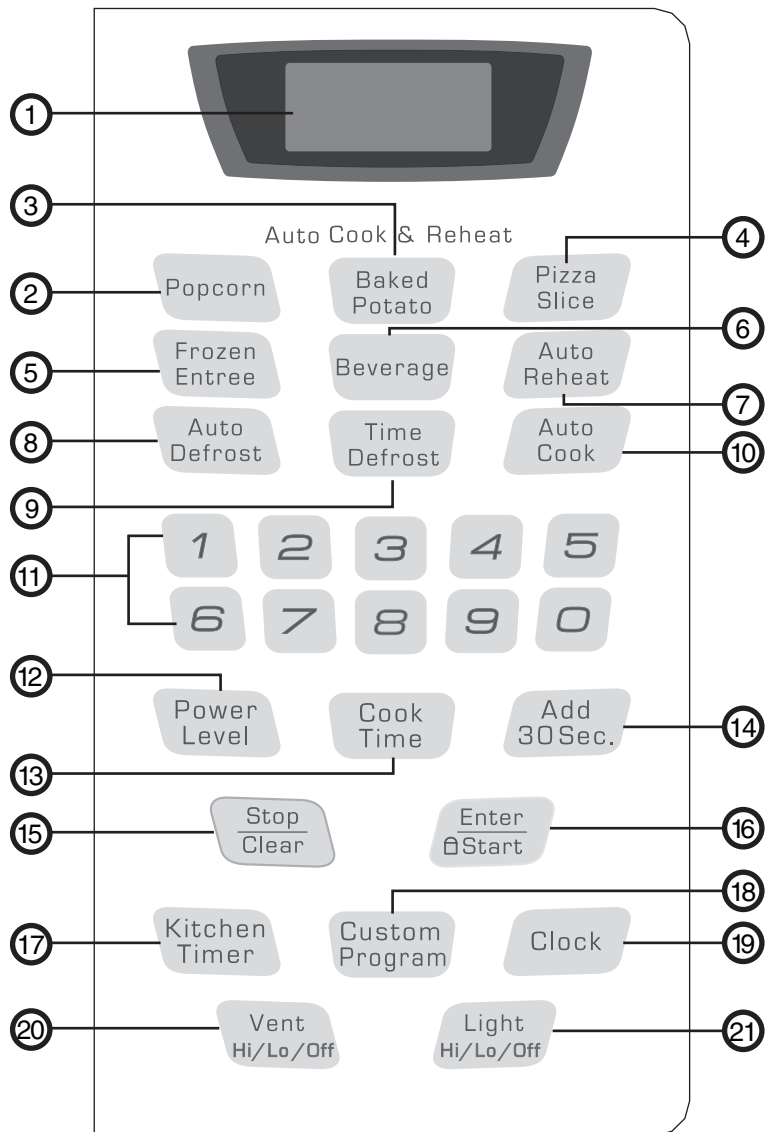 1
3
Auto Cook & Reheat
4
2
Popcorn
Baked
Potato
Pizza
Slice
6
5
Frozen
Entree
Beverage
Auto
Reheat
7
8
Auto
Defrost
Time
Defrost
Auto
Cook
10
9
11
1 2 3 4 5
6 7 8 9 0
12
Power
Level
Cook
Time
Add
30Sec.
14
13
15
Stop
Clear
Enter
Start
16
18
17
Kitchen
Timer
Custom
Program
Clock
19
20
Vent
Hi/Lo/Off
Light
Hi/Lo/Off
21